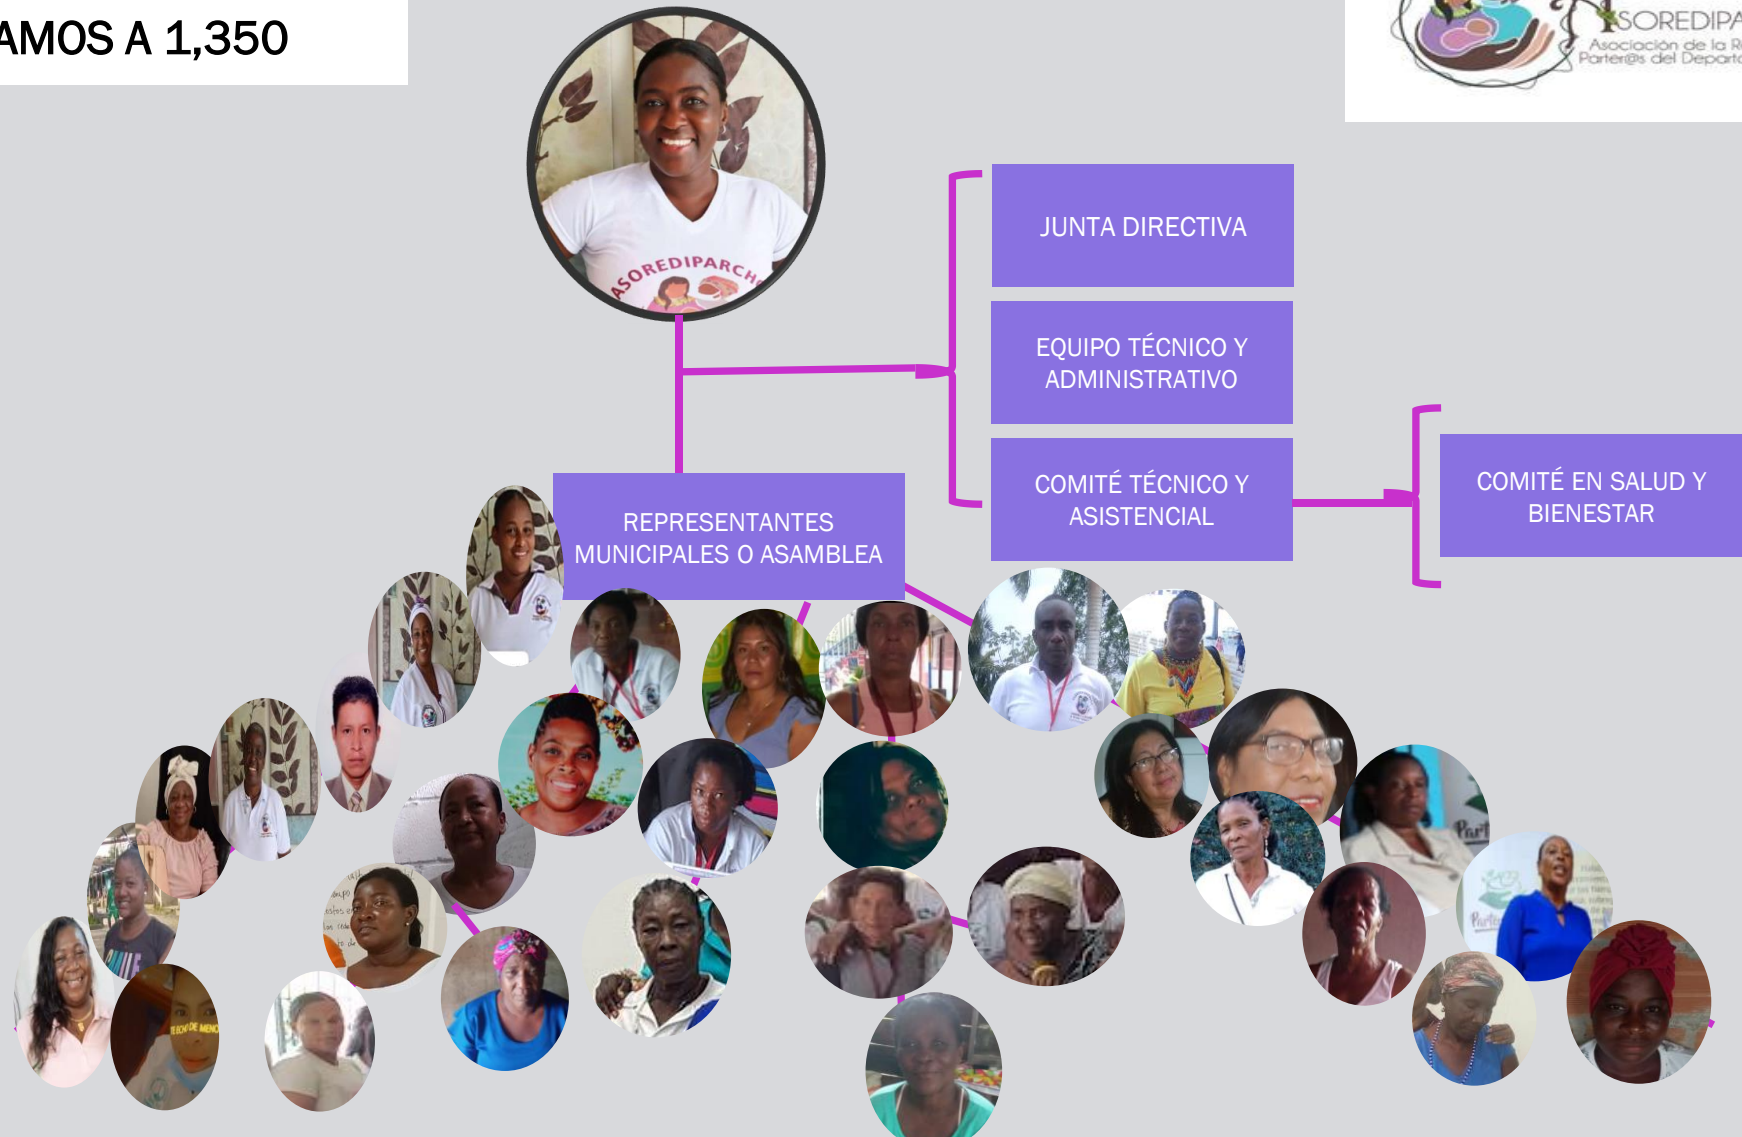 AMOS A 1,350
SOREDIPA
Asociación de la R
Parter@s del Departa
ASOREDIPARCHO
JUNTA DIRECTIVA
EQUIPO TÉCNICO Y
ADMINISTRATIVO
COMITÉ TÉCNICO Y
ASISTENCIAL
COMITÉ EN SALUD Y
BIENESTAR
REPRESENTANTES
MUNICIPALES O ASAMBLEA